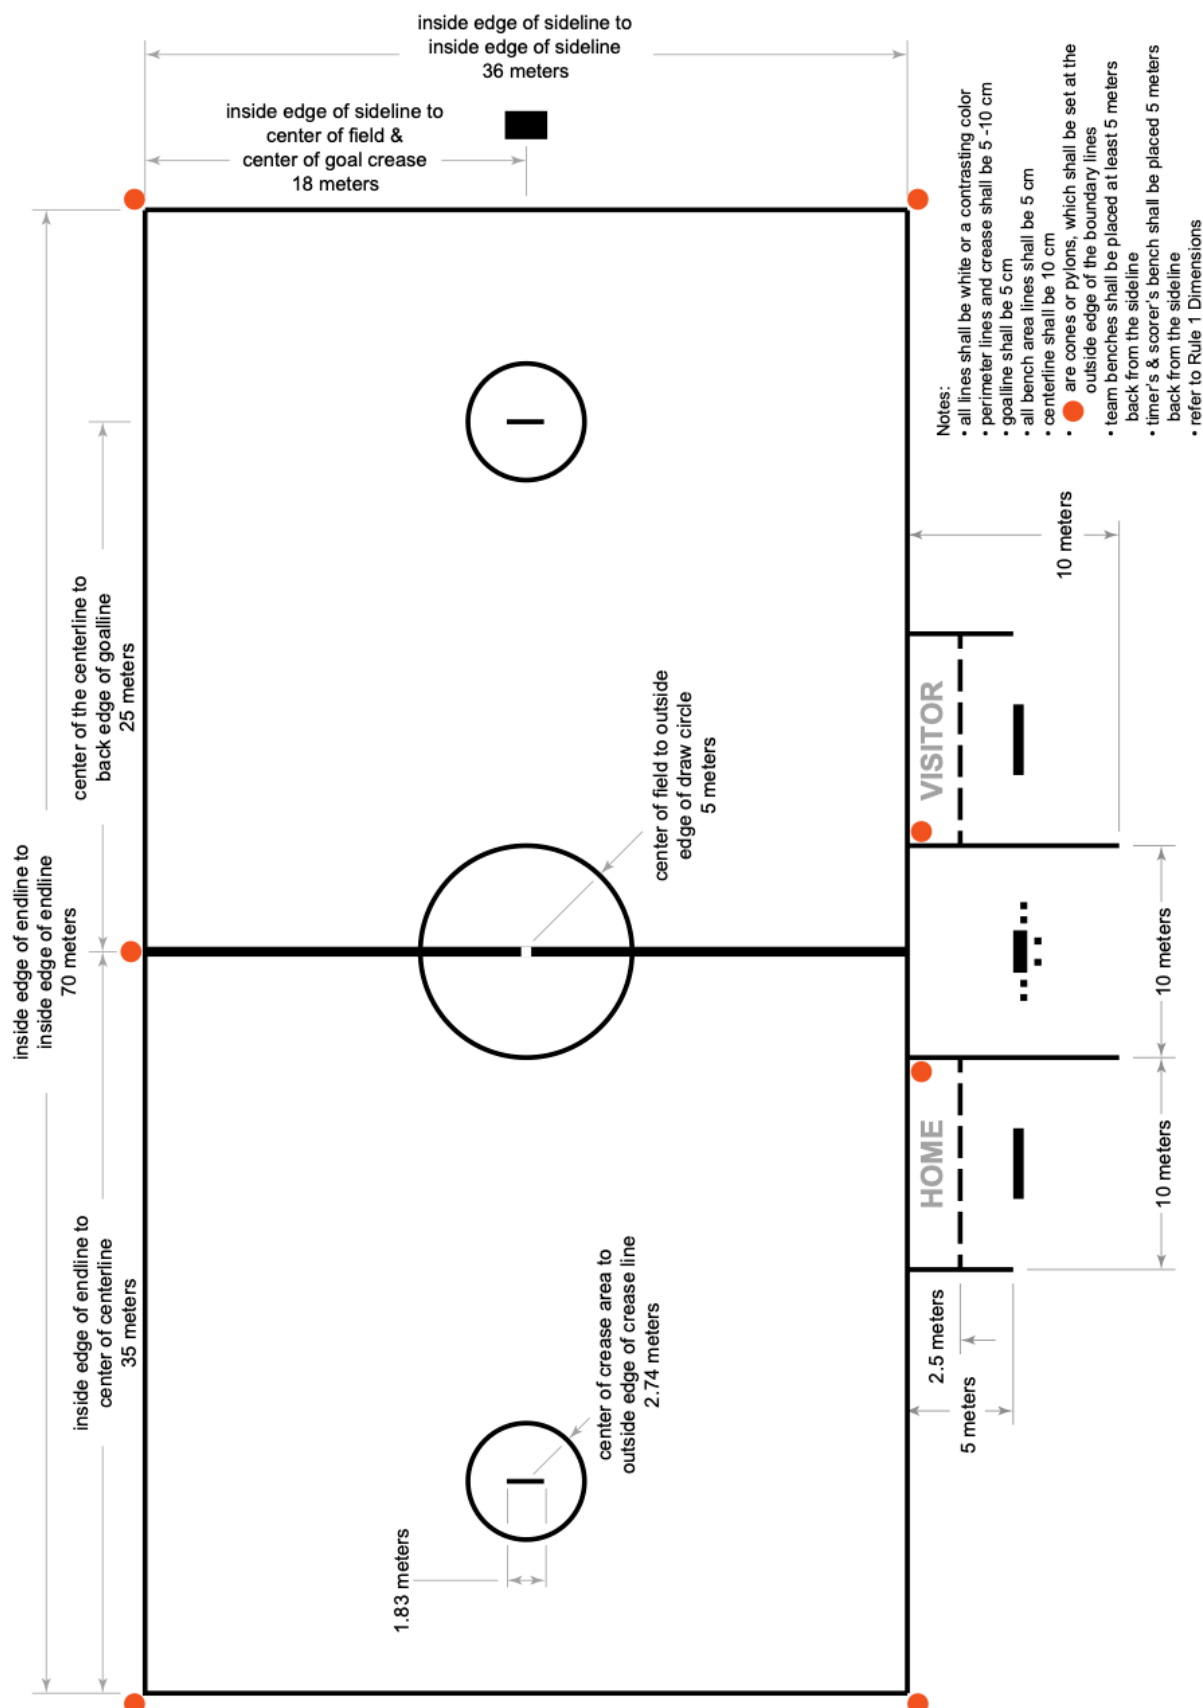 inside edge of sideline to
inside edge of sideline
36 meters
inside edge of sideline to
center of field &
center of goal crease
18 meters
inside edge of endline to
inside edge of endline
70 meters
center of the centerline to
back edge of goalline
25 meters
inside edge of endline to
center of centerline
35 meters
center of field to outside
edge of draw circle
5 meters
center of crease area to
outside edge of crease line
2.74 meters
1.83 meters
VISITOR
HOME
10 meters
10 meters
10 meters
2.5 meters
5 meters
Notes:
• all lines shall be white or a contrasting color
• perimeter lines and crease shall be 5 -10 cm
• goalline shall be 5 cm
• all bench area lines shall be 5 cm
• centerline shall be 10 cm
• are cones or pylons, which shall be set at the
outside edge of the boundary lines
• team benches shall be placed at least 5 meters
back from the sideline
• timer's & scorer's bench shall be placed 5 meters
back from the sideline
• refer to Rule 1 Dimensions